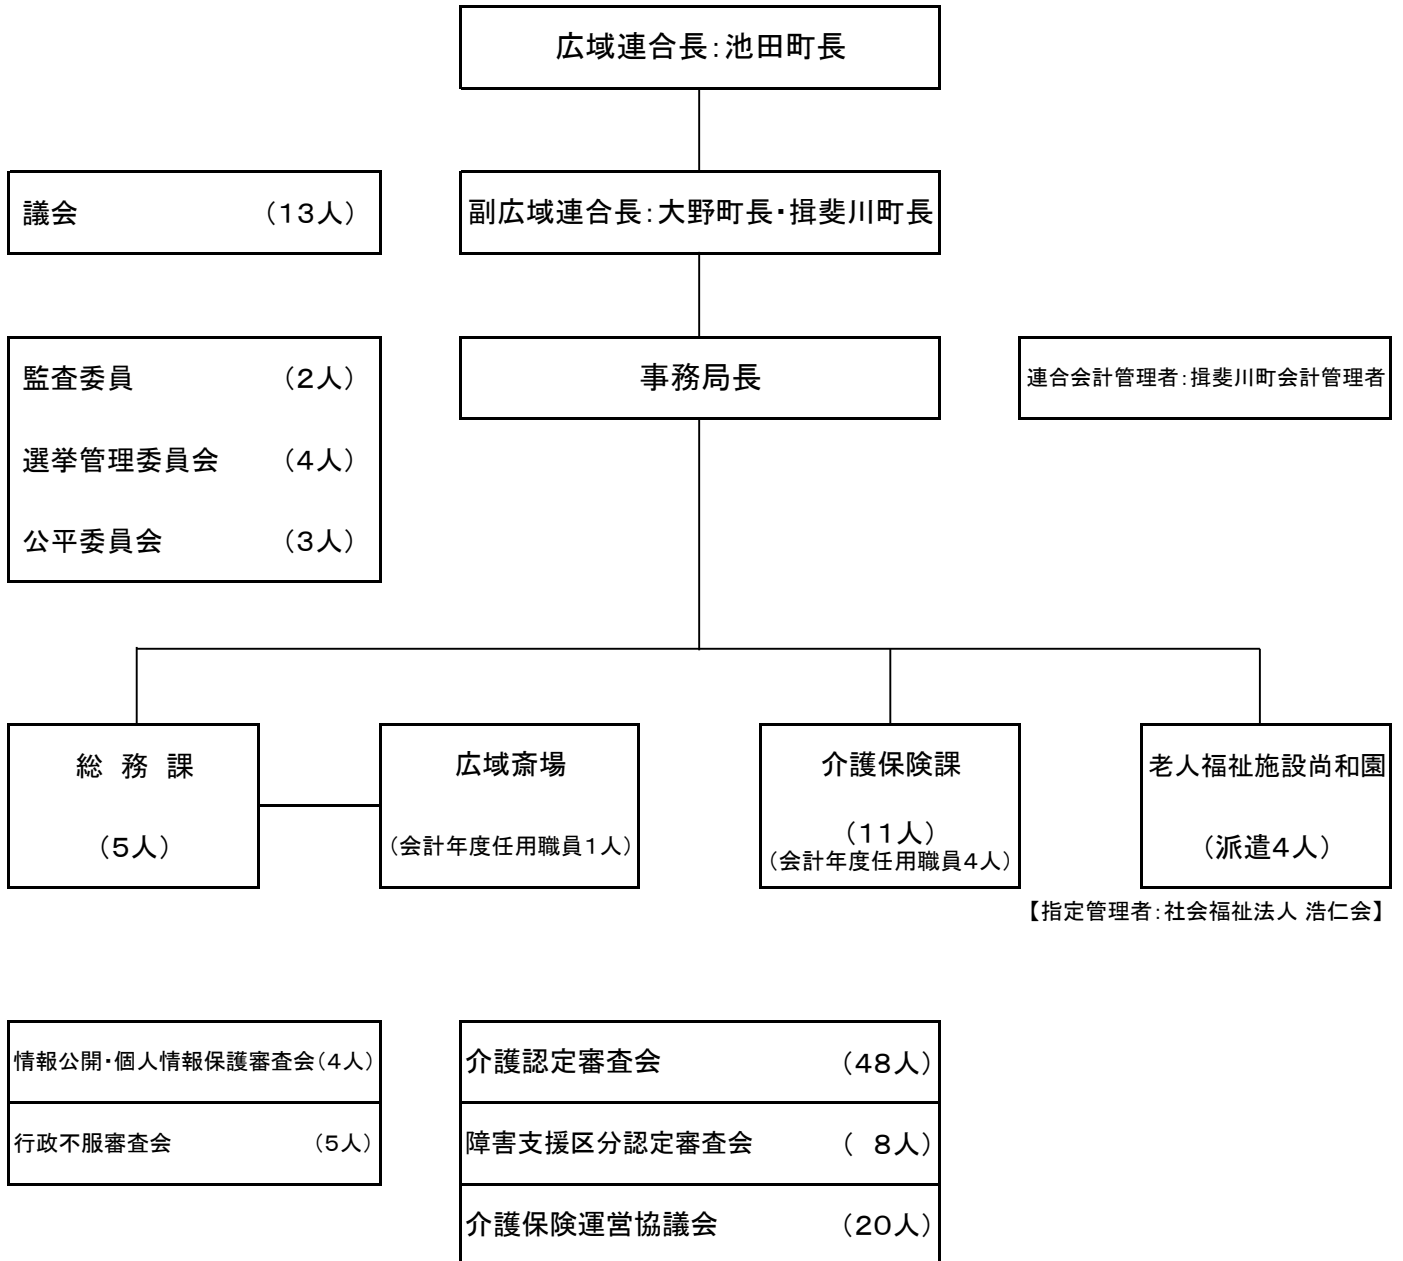 広域連合長：池田町長
議会 （13人）
副広域連合長：大野町長・揖斐川町長
監査委員 （2人）
選挙管理委員会 （4人）
公平委員会 （3人）
事務局長
連合会計管理者：揖斐川町会計管理者
総 務 課
（5人）
広域斎場
（会計年度任用職員1人）
介護保険課
（11人）
（会計年度任用職員4人）
老人福祉施設尚和園
（派遣4人）
【指定管理者：社会福祉法人 浩仁会】
情報公開・個人情報保護審査会（4人）
行政不服審査会 （5人）
介護認定審査会 （48人）
障害支援区分認定審査会 （ 8人）
介護保険運営協議会 （20人）